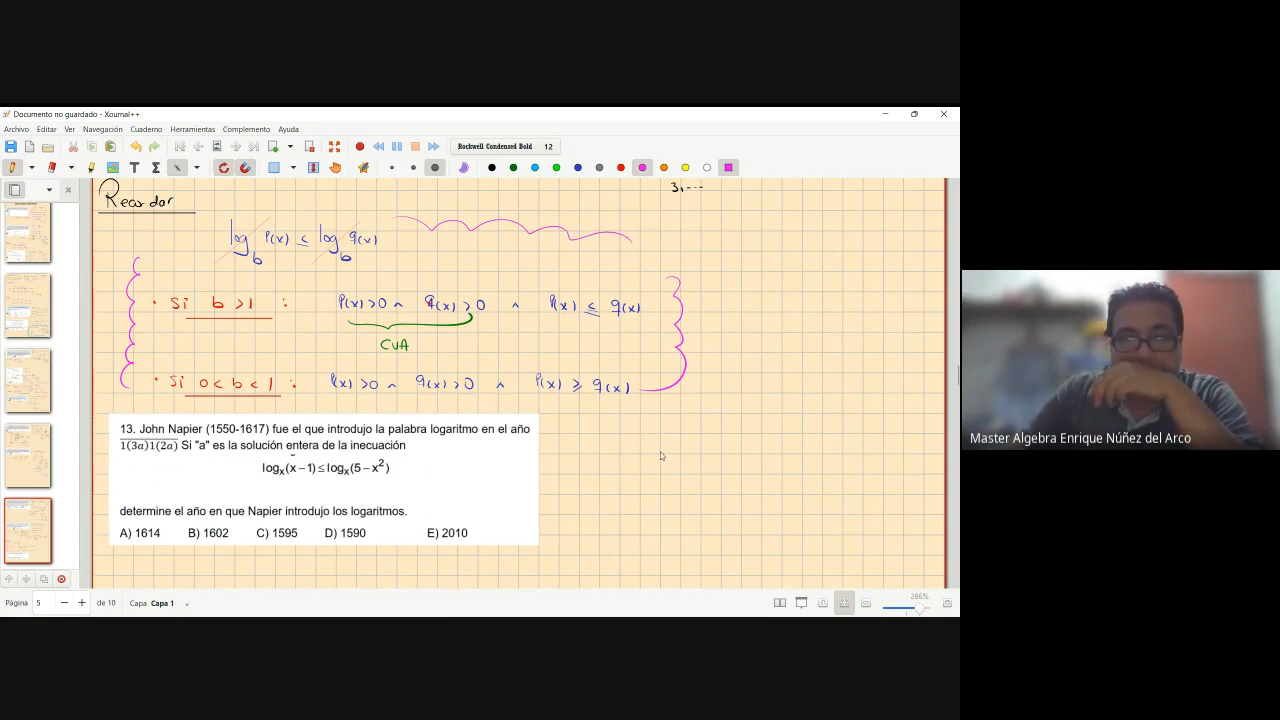 Documento no guardado - Xournal++
Archivo Editar Ver Navegación Cuaderno Herramientas Complemento Ayuda
Rockwell Condensed Bold 12
Recordar
3, ...
log_b P(x) ≤ log_b q(x)
• Si b > 1 : P(x) > 0 ∧ q(x) > 0 ∧ P(x) ≤ q(x)
CVA
• Si 0 < b < 1 : P(x) > 0 ∧ q(x) > 0 ∧ P(x) ≥ q(x)
13. John Napier (1550-1617) fue el que introdujo la palabra logaritmo en el año
1(3a)1(2a) Si "a" es la solución entera de la inecuación
logₓ(x − 1) ≤ logₓ(5 − x²)
determine el año en que Napier introdujo los logaritmos.
A) 1614 B) 1602 C) 1595 D) 1590 E) 2010
Página 5 de 10 Capa Capa 1
286%
Master Algebra Enrique Núñez del Arco